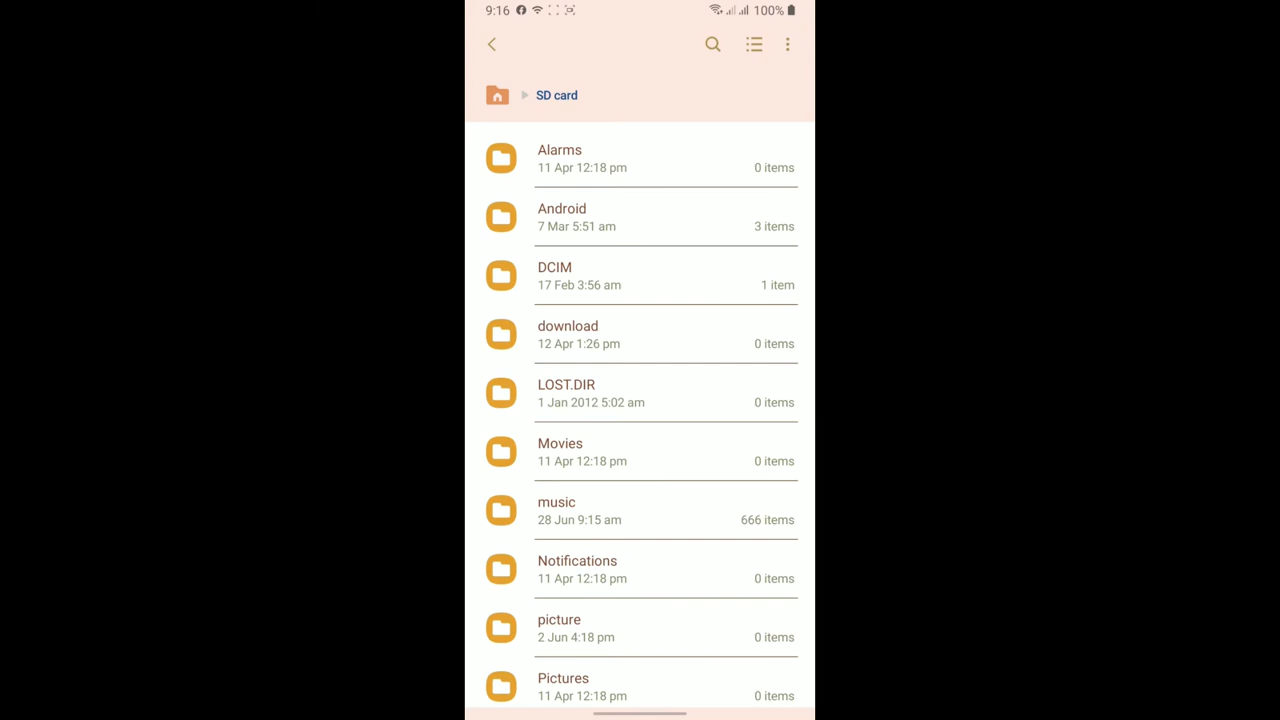 9:16 100%
SD card
Alarms
11 Apr 12:18 pm 0 items
Android
7 Mar 5:51 am 3 items
DCIM
17 Feb 3:56 am 1 item
download
12 Apr 1:26 pm 0 items
LOST.DIR
1 Jan 2012 5:02 am 0 items
Movies
11 Apr 12:18 pm 0 items
music
28 Jun 9:15 am 666 items
Notifications
11 Apr 12:18 pm 0 items
picture
2 Jun 4:18 pm 0 items
Pictures
11 Apr 12:18 pm 0 items